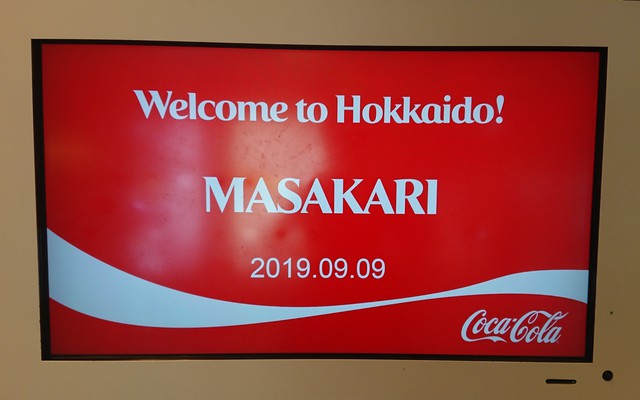 Welcome to Hokkaido!
MASAKARI
2019.09.09
Coca-Cola